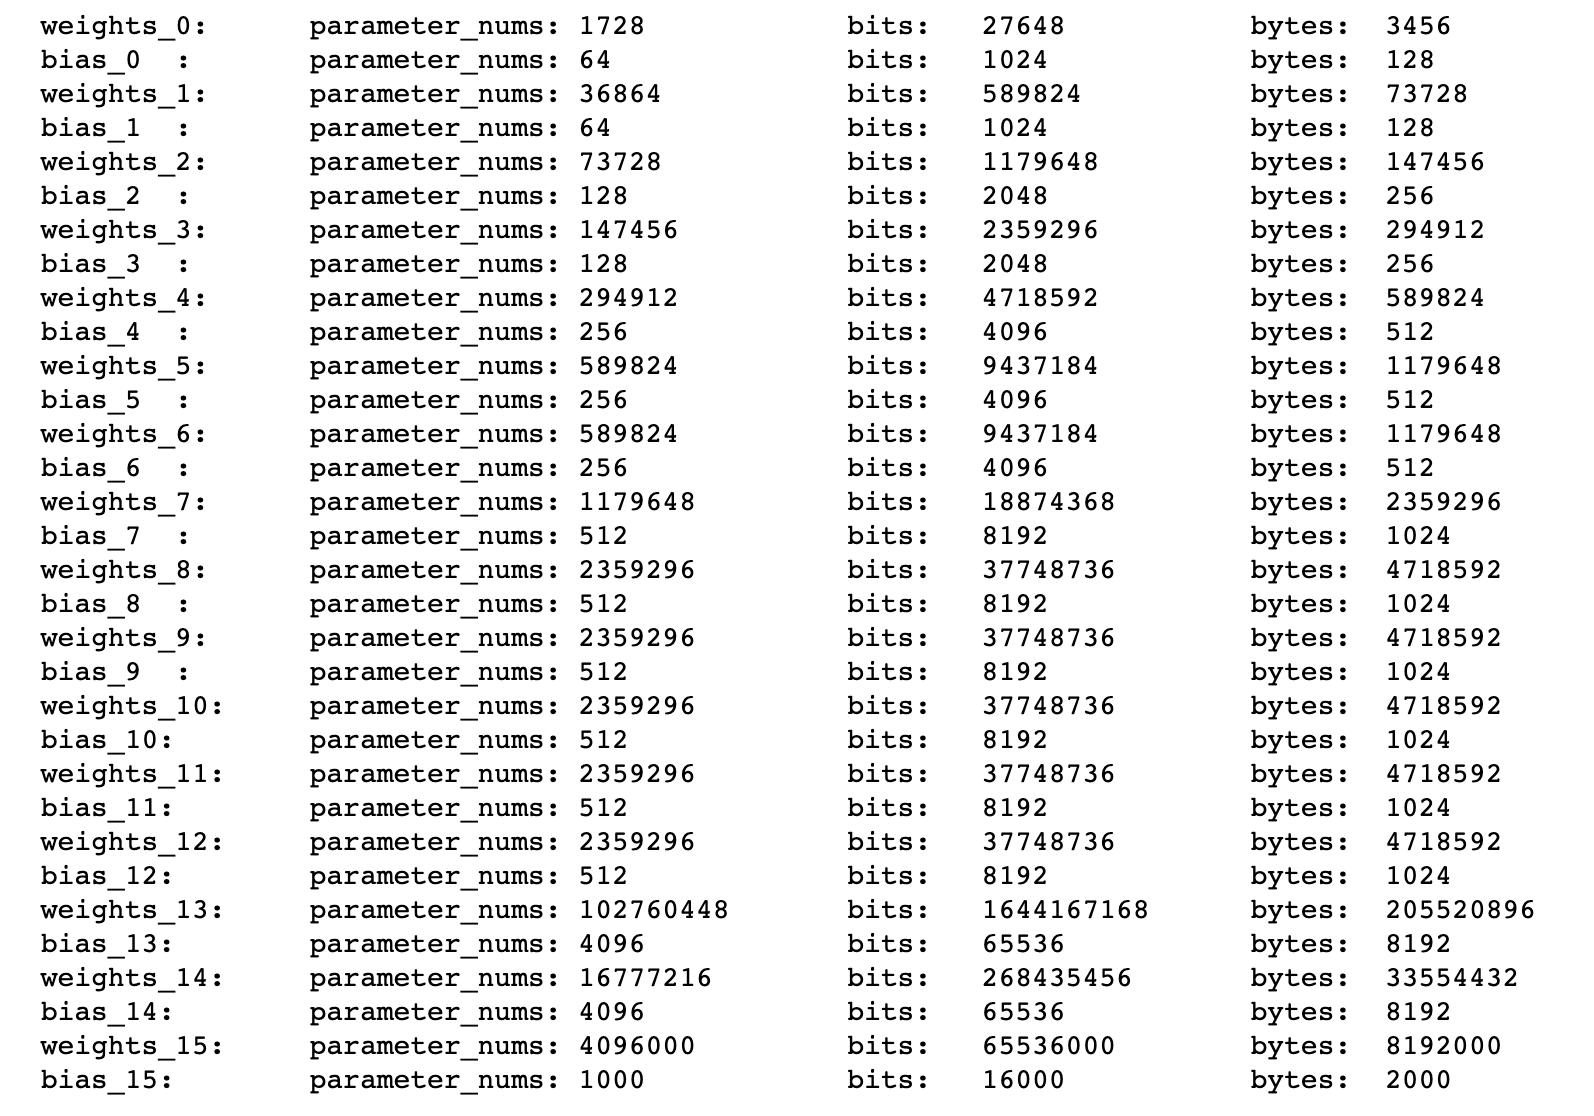 weights_0: parameter_nums: 1728 bits: 27648 bytes: 3456
bias_0 : parameter_nums: 64 bits: 1024 bytes: 128
weights_1: parameter_nums: 36864 bits: 589824 bytes: 73728
bias_1 : parameter_nums: 64 bits: 1024 bytes: 128
weights_2: parameter_nums: 73728 bits: 1179648 bytes: 147456
bias_2 : parameter_nums: 128 bits: 2048 bytes: 256
weights_3: parameter_nums: 147456 bits: 2359296 bytes: 294912
bias_3 : parameter_nums: 128 bits: 2048 bytes: 256
weights_4: parameter_nums: 294912 bits: 4718592 bytes: 589824
bias_4 : parameter_nums: 256 bits: 4096 bytes: 512
weights_5: parameter_nums: 589824 bits: 9437184 bytes: 1179648
bias_5 : parameter_nums: 256 bits: 4096 bytes: 512
weights_6: parameter_nums: 589824 bits: 9437184 bytes: 1179648
bias_6 : parameter_nums: 256 bits: 4096 bytes: 512
weights_7: parameter_nums: 1179648 bits: 18874368 bytes: 2359296
bias_7 : parameter_nums: 512 bits: 8192 bytes: 1024
weights_8: parameter_nums: 2359296 bits: 37748736 bytes: 4718592
bias_8 : parameter_nums: 512 bits: 8192 bytes: 1024
weights_9: parameter_nums: 2359296 bits: 37748736 bytes: 4718592
bias_9 : parameter_nums: 512 bits: 8192 bytes: 1024
weights_10: parameter_nums: 2359296 bits: 37748736 bytes: 4718592
bias_10: parameter_nums: 512 bits: 8192 bytes: 1024
weights_11: parameter_nums: 2359296 bits: 37748736 bytes: 4718592
bias_11: parameter_nums: 512 bits: 8192 bytes: 1024
weights_12: parameter_nums: 2359296 bits: 37748736 bytes: 4718592
bias_12: parameter_nums: 512 bits: 8192 bytes: 1024
weights_13: parameter_nums: 102760448 bits: 1644167168 bytes: 205520896
bias_13: parameter_nums: 4096 bits: 65536 bytes: 8192
weights_14: parameter_nums: 16777216 bits: 268435456 bytes: 33554432
bias_14: parameter_nums: 4096 bits: 65536 bytes: 8192
weights_15: parameter_nums: 4096000 bits: 65536000 bytes: 8192000
bias_15: parameter_nums: 1000 bits: 16000 bytes: 2000